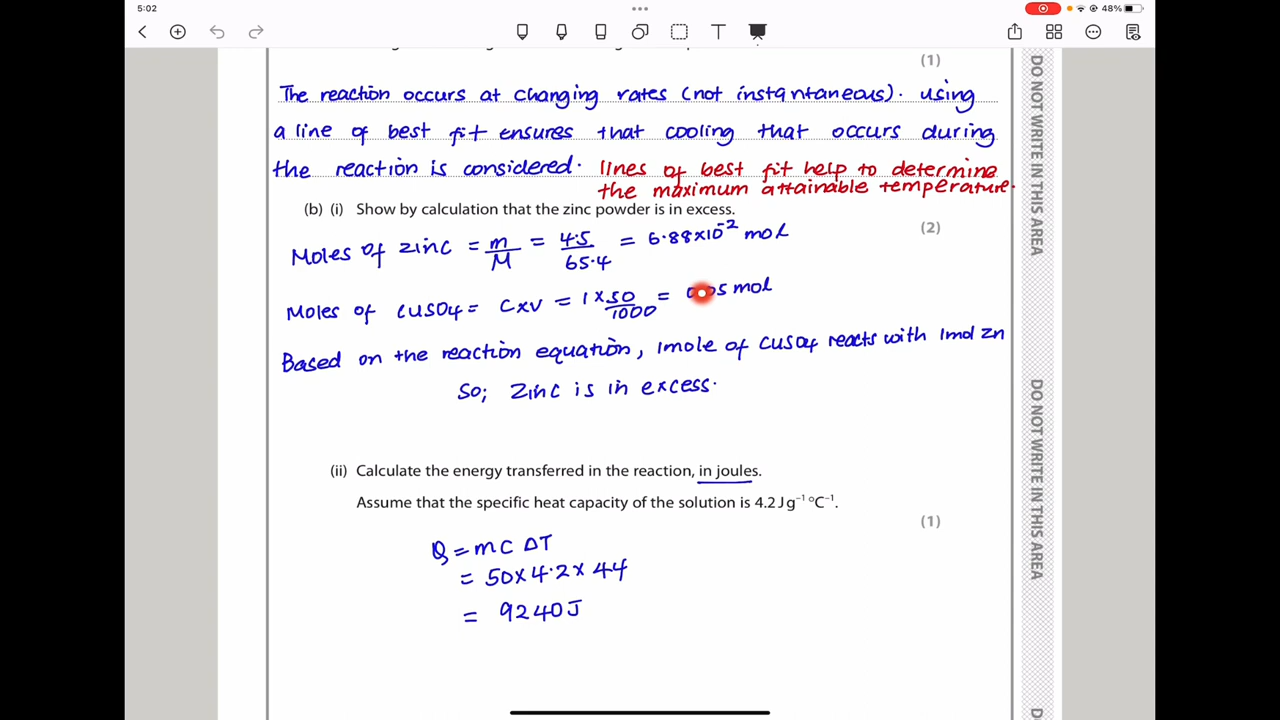 5:02
48%
(1)
The reaction occurs at changing rates (not instantaneous). Using
a line of best fit ensures that cooling that occurs during
the reaction is considered. lines of best fit help to determine
the maximum attainable temperature.
(b) (i) Show by calculation that the zinc powder is in excess.
(2)
Moles of zinc = m/M = 4.5/65.4 = 6.88×10⁻² mol
Moles of CuSO4 = C×V = 1 × 50/1000 = mol
Based on the reaction equation, 1mole of CuSO4 reacts with 1mol Zn
So; Zinc is in excess.
(ii) Calculate the energy transferred in the reaction, in joules.
Assume that the specific heat capacity of the solution is 4.2 J g⁻¹ °C⁻¹.
(1)
Q = mC ΔT
= 50 × 4.2 × 44
= 9240J
DO NOT WRITE IN THIS AREA
DO NOT WRITE IN THIS AREA